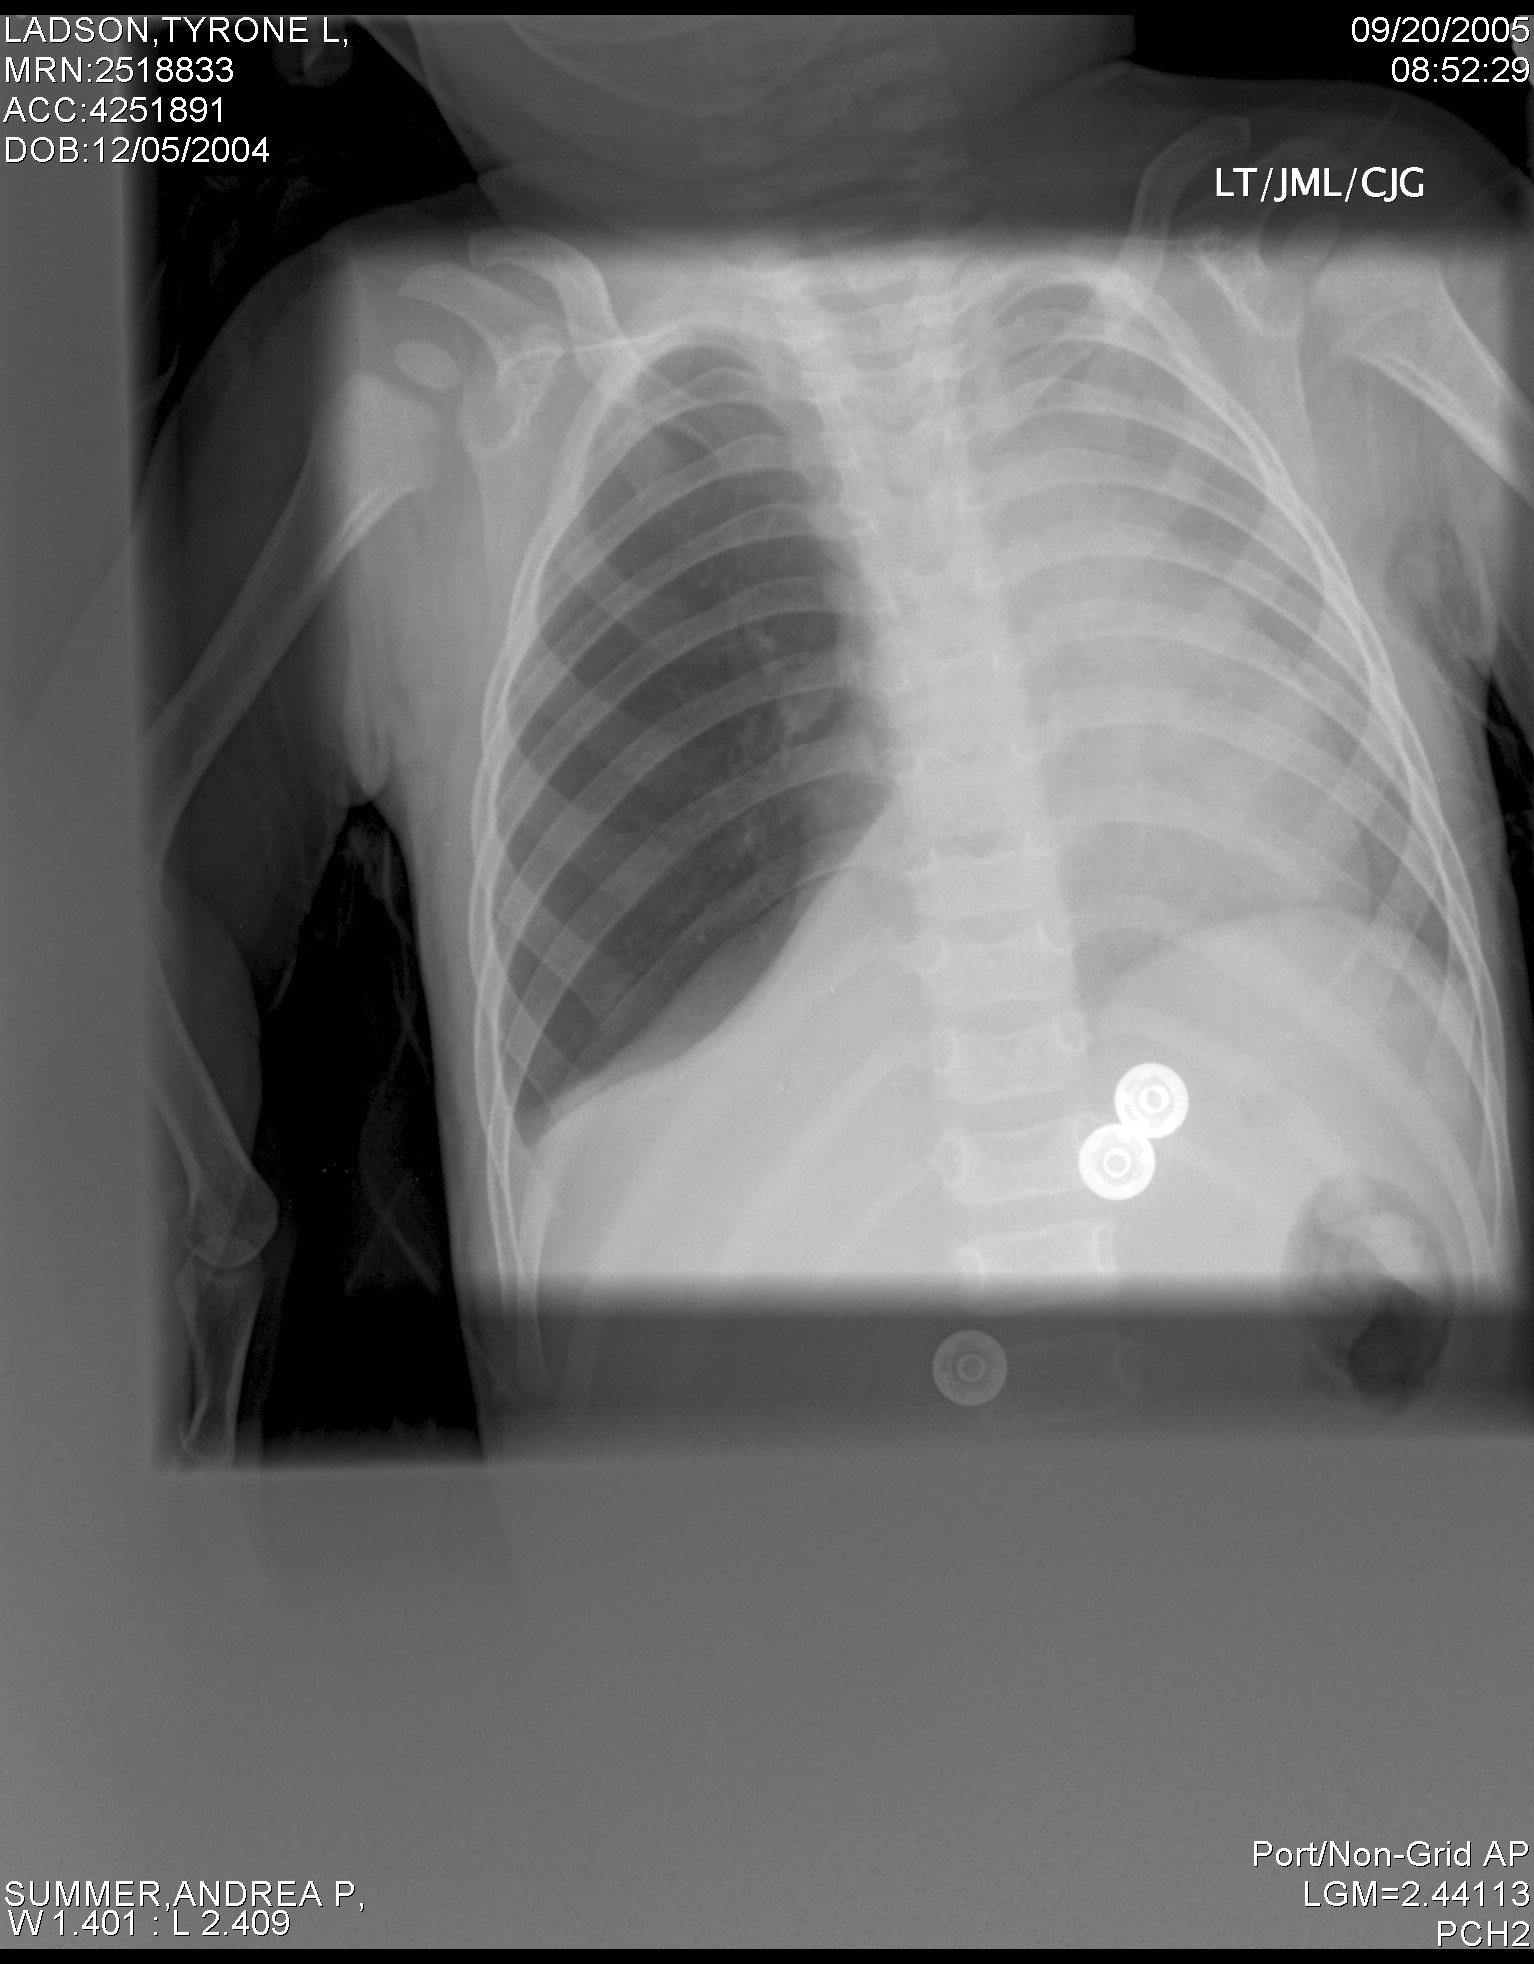 LADSON,TYRONE L,
MRN:2518833
ACC:4251891
DOB:12/05/2004
09/20/2005
08:52:29
LT/JML/CJG
SUMMER,ANDREA P,
W 1.401 : L 2.409
Port/Non-Grid AP
LGM=2.44113
PCH2